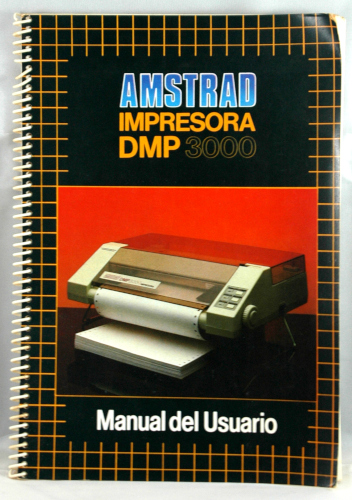 AMSTRAD
IMPRESORA
DMP 3000
Manual del Usuario